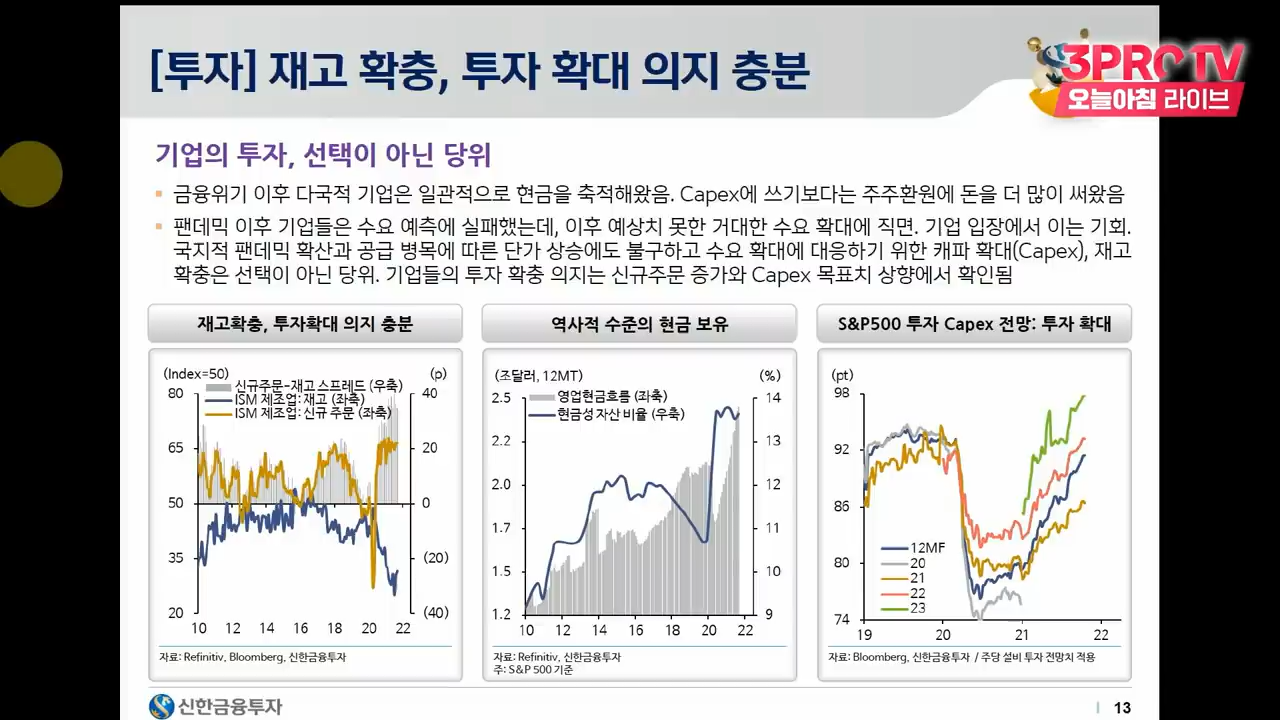 [투자] 재고 확충, 투자 확대 의지 충분
3PRO TV
오늘아침 라이브
기업의 투자, 선택이 아닌 당위
금융위기 이후 다국적 기업은 일관적으로 현금을 축적해왔음. Capex에 쓰기보다는 주주환원에 돈을 더 많이 써왔음
팬데믹 이후 기업들은 수요 예측에 실패했는데, 이후 예상치 못한 거대한 수요 확대에 직면. 기업 입장에서 이는 기회.
국지적 팬데믹 확산과 공급 병목에 따른 단가 상승에도 불구하고 수요 확대에 대응하기 위한 캐파 확대(Capex), 재고
확충은 선택이 아닌 당위. 기업들의 투자 확충 의지는 신규주문 증가와 Capex 목표치 상향에서 확인됨
재고확충, 투자확대 의지 충분
(Index=50) (p)
신규주문-재고 스프레드 (우축)
ISM 제조업: 재고 (좌축)
ISM 제조업: 신규 주문 (좌축)
80 40
65 20
50 0
35 (20)
20 (40)
10 12 14 16 18 20 22
자료: Refinitiv, Bloomberg, 신한금융투자
역사적 수준의 현금 보유
(조달러, 12MT) (%)
영업현금흐름 (좌축)
현금성 자산 비율 (우축)
2.5 14
2.2 13
2.0 12
1.7 11
1.5 10
1.2 9
10 12 14 16 18 20 22
자료: Refinitiv, 신한금융투자
주: S&P 500 기준
S&P500 투자 Capex 전망: 투자 확대
(pt)
98
92
86
80
74
12MF
20
21
22
23
19 20 21 22
자료: Bloomberg, 신한금융투자 / 주당 설비 투자 전망치 적용
신한금융투자
13